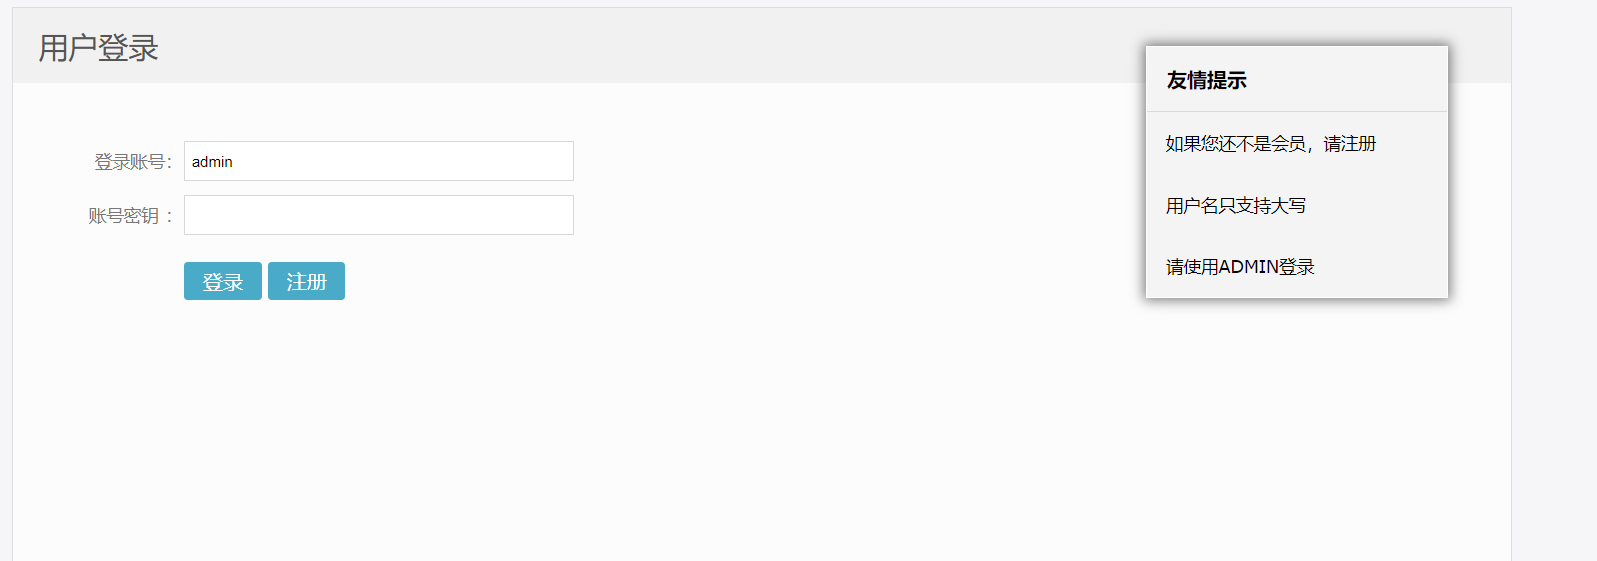 用户登录
登录账号：
admin
账号密钥 ：
登录
注册
友情提示
如果您还不是会员，请注册
用户名只支持大写
请使用ADMIN登录